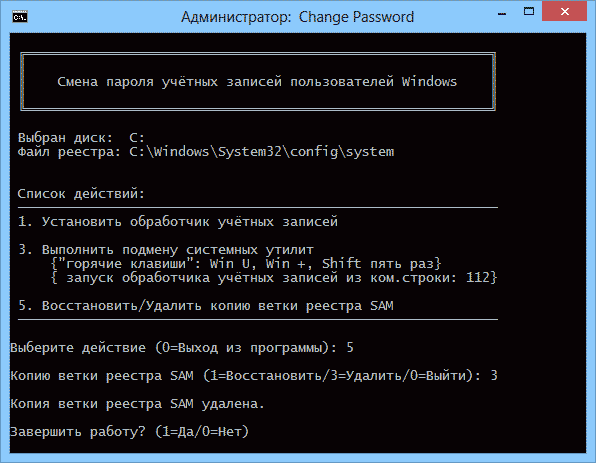 Администратор: Change Password
Смена пароля учётных записей пользователей Windows
Выбран диск: C:
Файл реестра: C:\Windows\System32\config\system
Список действий:
1. Установить обработчик учётных записей
3. Выполнить подмену системных утилит
{"горячие клавиши": Win U, Win +, Shift пять раз}
{ запуск обработчика учётных записей из ком.строки: 112}
5. Восстановить/Удалить копию ветки реестра SAM
Выберите действие (0=Выход из программы): 5
Копию ветки реестра SAM (1=Восстановить/3=Удалить/0=Выйти): 3
Копия ветки реестра SAM удалена.
Завершить работу? (1=Да/0=Нет)